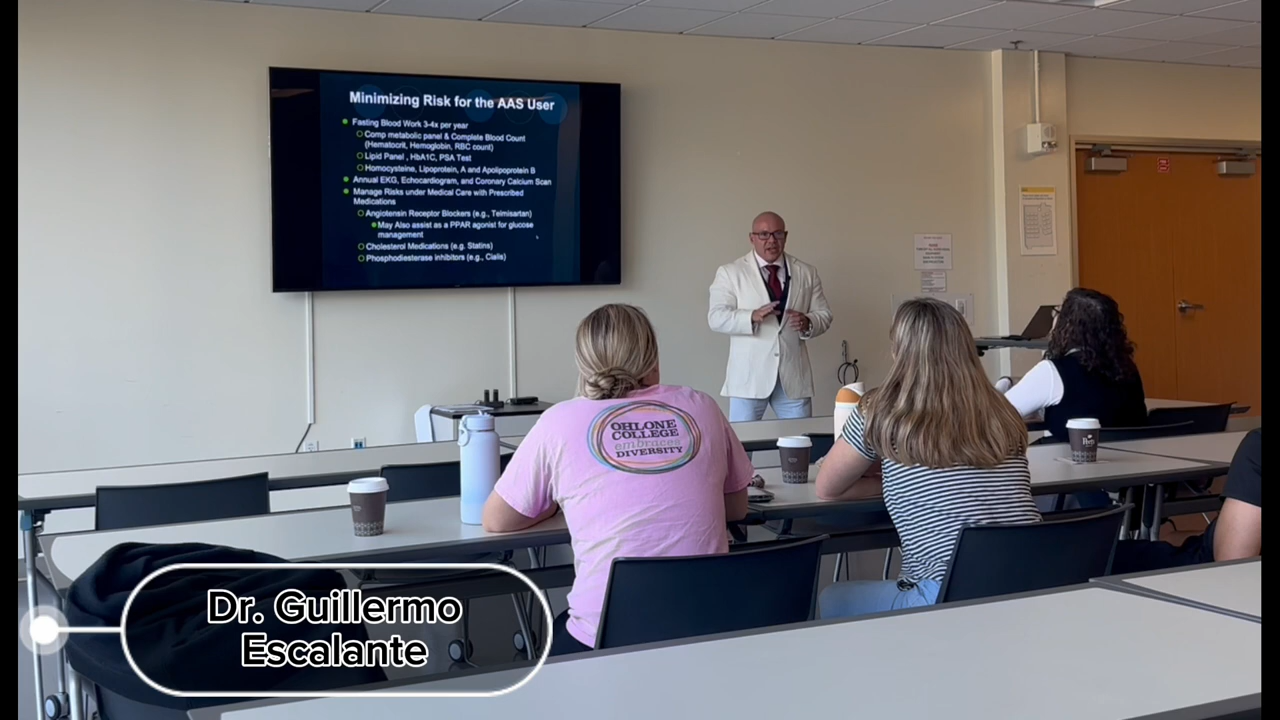 Minimizing Risk for the AAS User
Fasting Blood Work 3-4x per year
Comp metabolic panel & Complete Blood Count
(Hematocrit, Hemoglobin, RBC count)
Lipid Panel , HbA1C, PSA Test
Homocysteine, Lipoprotein, A and Apolipoprotein B
Annual EKG, Echocardiogram, and Coronary Calcium Scan
Manage Risks under Medical Care with Prescribed
Medications
Angiotensin Receptor Blockers (e.g., Telmisartan)
May Also assist as a PPAR agonist for glucose
management
Cholesterol Medications (e.g. Statins)
Phosphodiesterase inhibitors (e.g., Cialis)
OHLONE
COLLEGE
embraces
DIVERSITY
Dr. Guillermo
Escalante